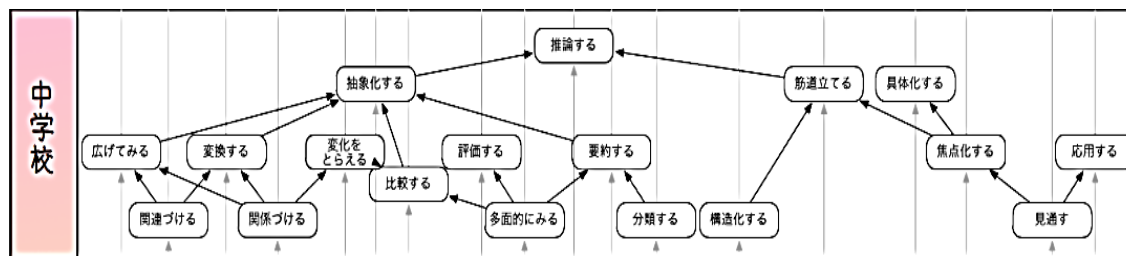 中学校
推論する
抽象化する
筋道立てる
具体化する
広げてみる
変換する
変化を
とらえる
評価する
要約する
焦点化する
応用する
比較する
関連づける
関係づける
多面的にみる
分類する
構造化する
見通す